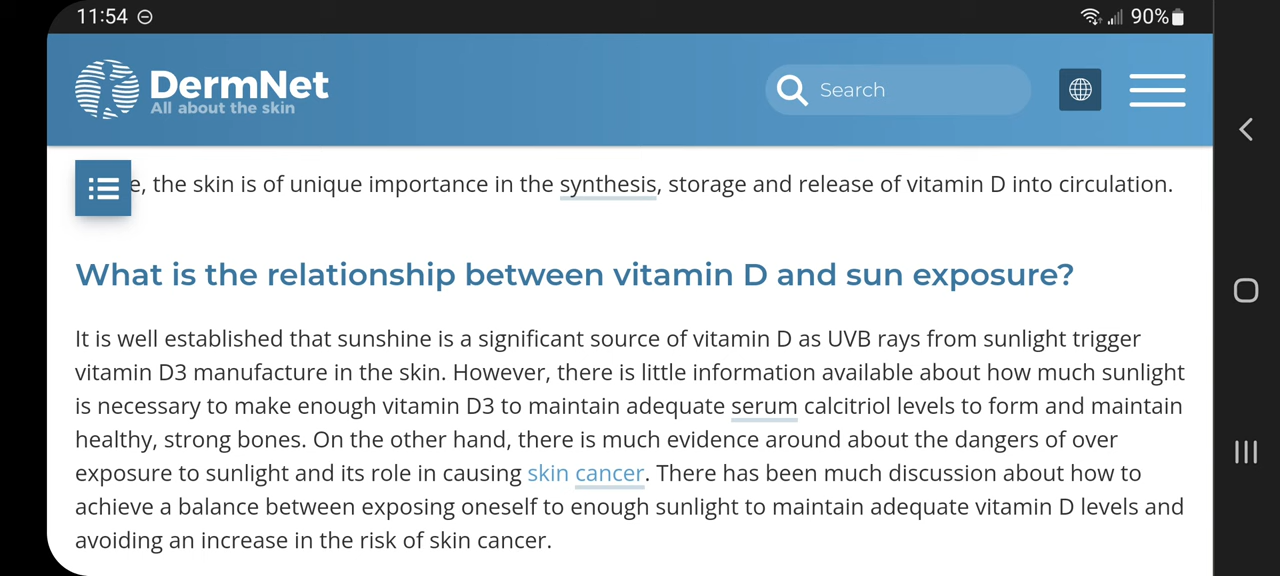 11:54
90%
DermNet
All about the skin
Search
e, the skin is of unique importance in the synthesis, storage and release of vitamin D into circulation.
What is the relationship between vitamin D and sun exposure?
It is well established that sunshine is a significant source of vitamin D as UVB rays from sunlight trigger
vitamin D3 manufacture in the skin. However, there is little information available about how much sunlight
is necessary to make enough vitamin D3 to maintain adequate serum calcitriol levels to form and maintain
healthy, strong bones. On the other hand, there is much evidence around about the dangers of over
exposure to sunlight and its role in causing skin cancer. There has been much discussion about how to
achieve a balance between exposing oneself to enough sunlight to maintain adequate vitamin D levels and
avoiding an increase in the risk of skin cancer.